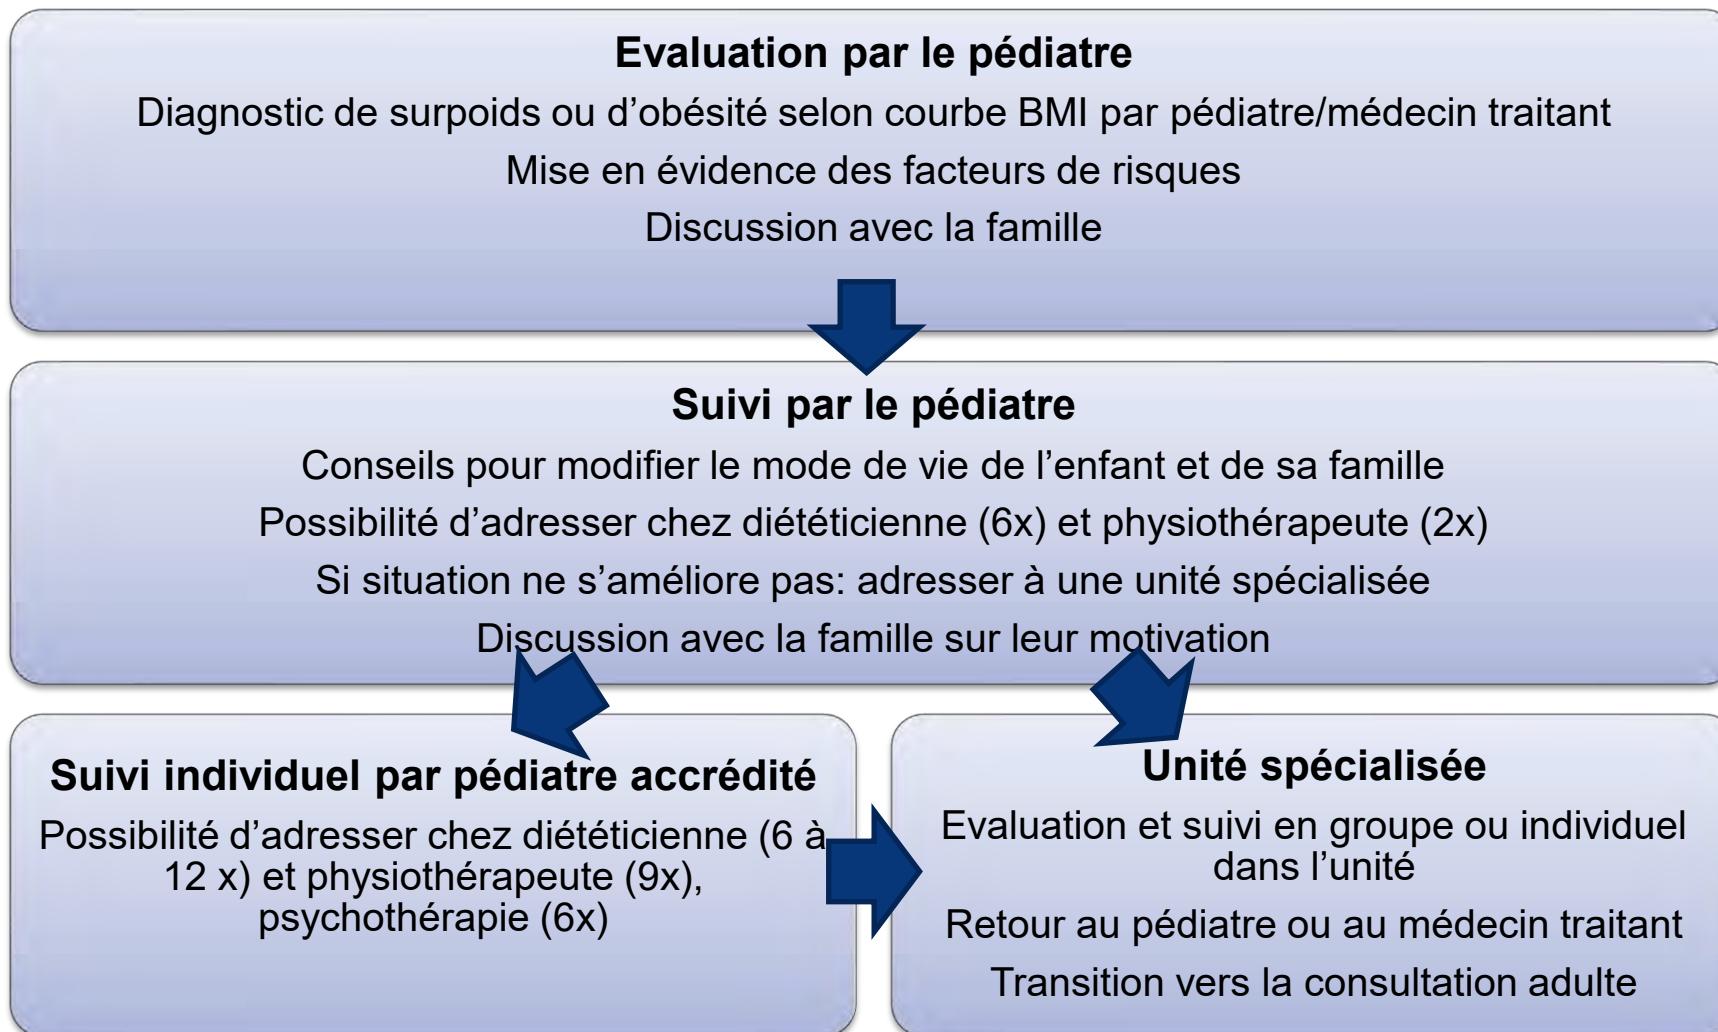 Evaluation par le pédiatre
Diagnostic de surpoids ou d’obésité selon courbe BMI par pédiatre/médecin traitant
Mise en évidence des facteurs de risques
Discussion avec la famille
Suivi par le pédiatre
Conseils pour modifier le mode de vie de l’enfant et de sa famille
Possibilité d’adresser chez diététicienne (6x) et physiothérapeute (2x)
Si situation ne s’améliore pas: adresser à une unité spécialisée
Discussion avec la famille sur leur motivation
Suivi individuel par pédiatre accrédité
Possibilité d’adresser chez diététicienne (6 à
12 x) et physiothérapeute (9x),
psychothérapie (6x)
Unité spécialisée
Evaluation et suivi en groupe ou individuel
dans l’unité
Retour au pédiatre ou au médecin traitant
Transition vers la consultation adulte